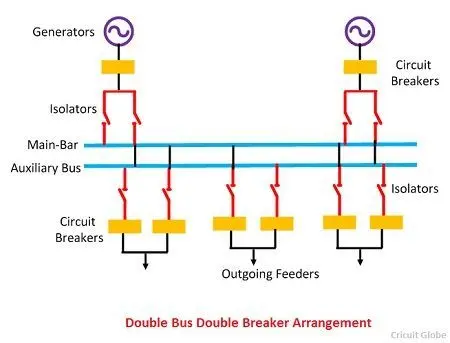 Generators
Circuit
Breakers
Isolators
Main-Bar
Auxiliary Bus
Isolators
Circuit
Breakers
Outgoing Feeders
Double Bus Double Breaker Arrangement
Cricuit Globe